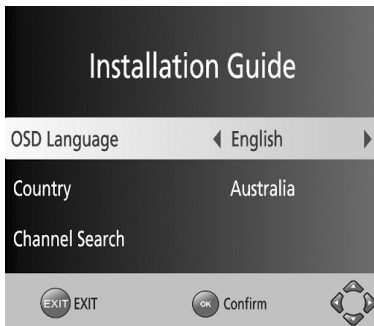 Installation Guide
OSD Language English
Country Australia
Channel Search
EXIT EXIT OK Confirm